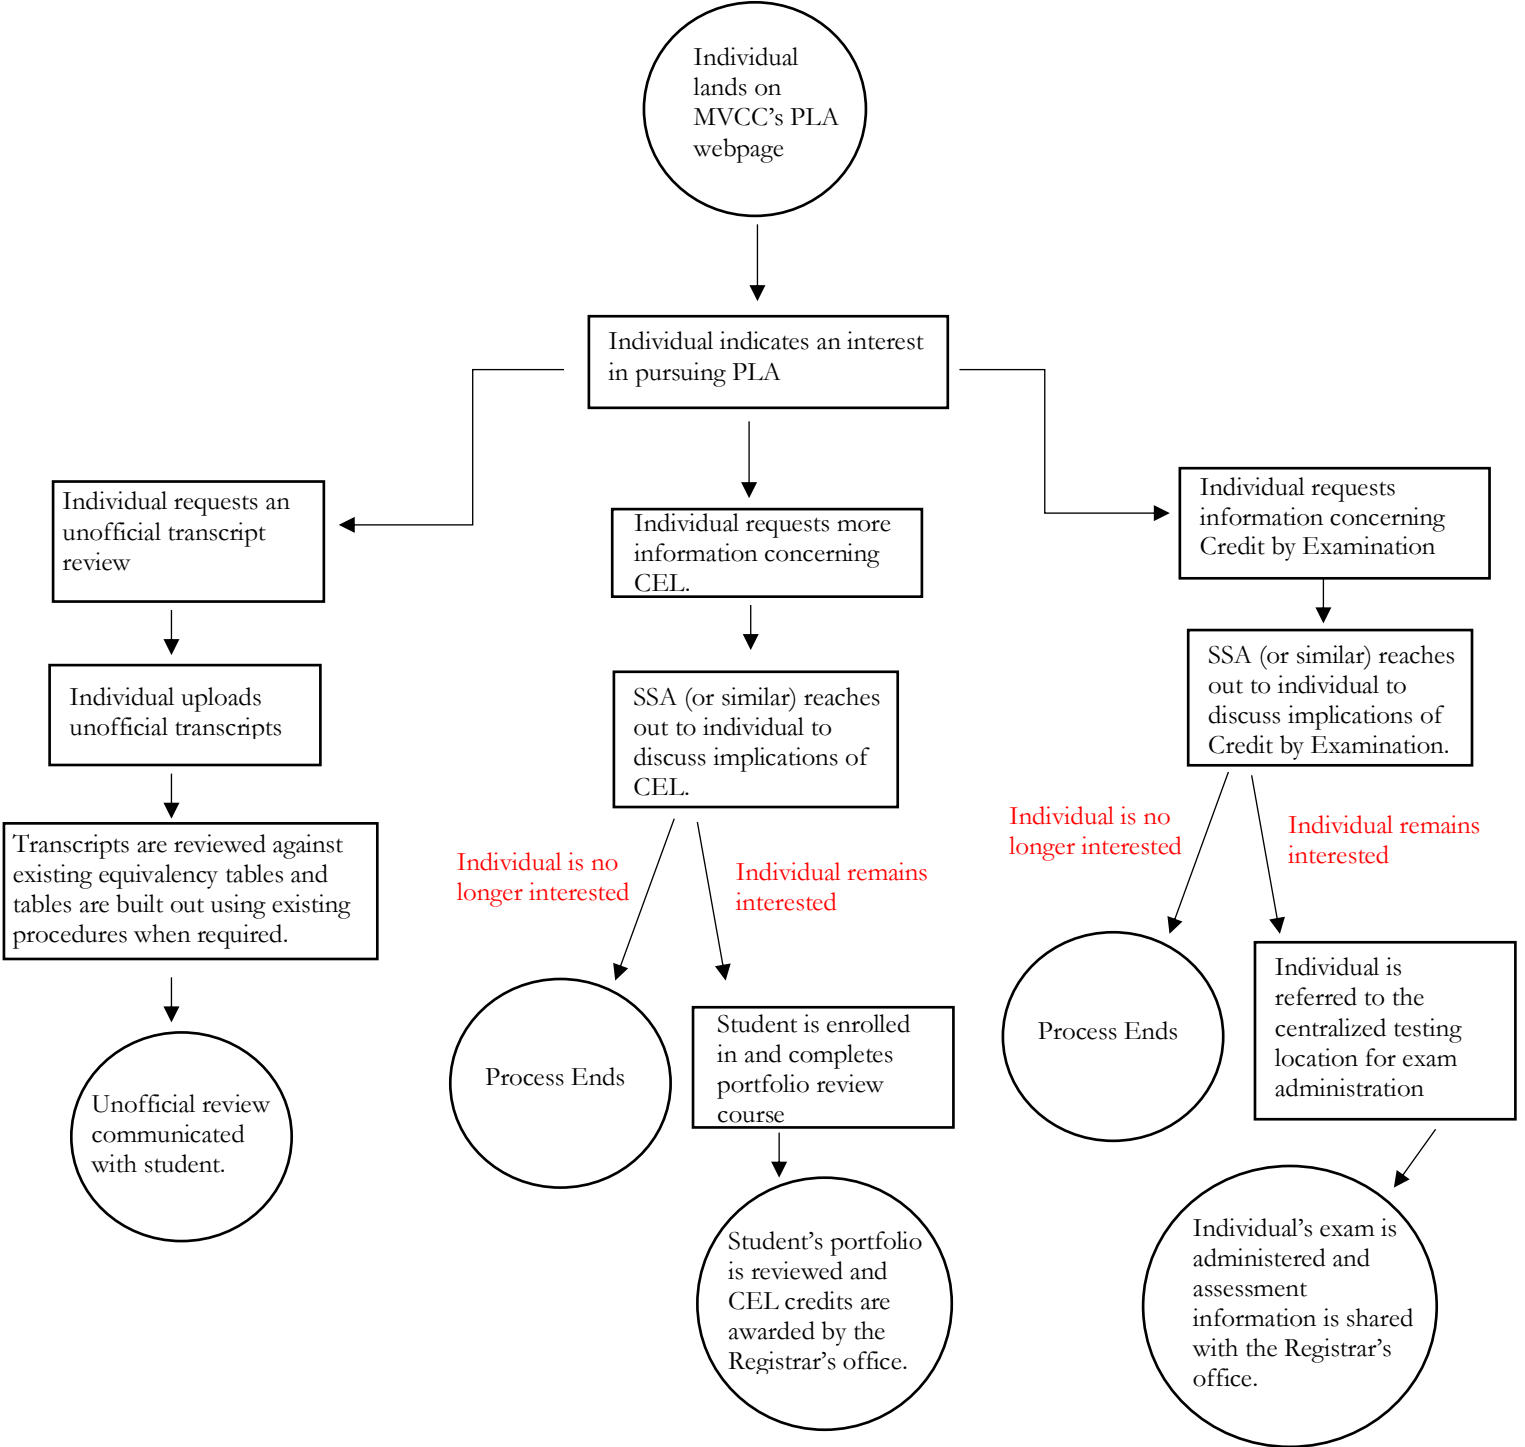 Individual
lands on
MVCC’s PLA
webpage
Individual indicates an interest
in pursuing PLA
Individual requests an
unofficial transcript
review
Individual uploads
unofficial transcripts
Transcripts are reviewed against
existing equivalency tables and
tables are built out using existing
procedures when required.
Unofficial review
communicated
with student.
Individual requests more
information concerning
CEL.
SSA (or similar) reaches
out to individual to
discuss implications of
CEL.
Individual is no
longer interested
Individual remains
interested
Process Ends
Student is enrolled
in and completes
portfolio review
course
Student’s portfolio
is reviewed and
CEL credits are
awarded by the
Registrar’s office.
Individual requests
information concerning
Credit by Examination
SSA (or similar) reaches
out to individual to
discuss implications of
Credit by Examination.
Individual is no
longer interested
Individual remains
interested
Process Ends
Individual is
referred to the
centralized testing
location for exam
administration
Individual’s exam is
administered and
assessment
information is shared
with the Registrar’s
office.